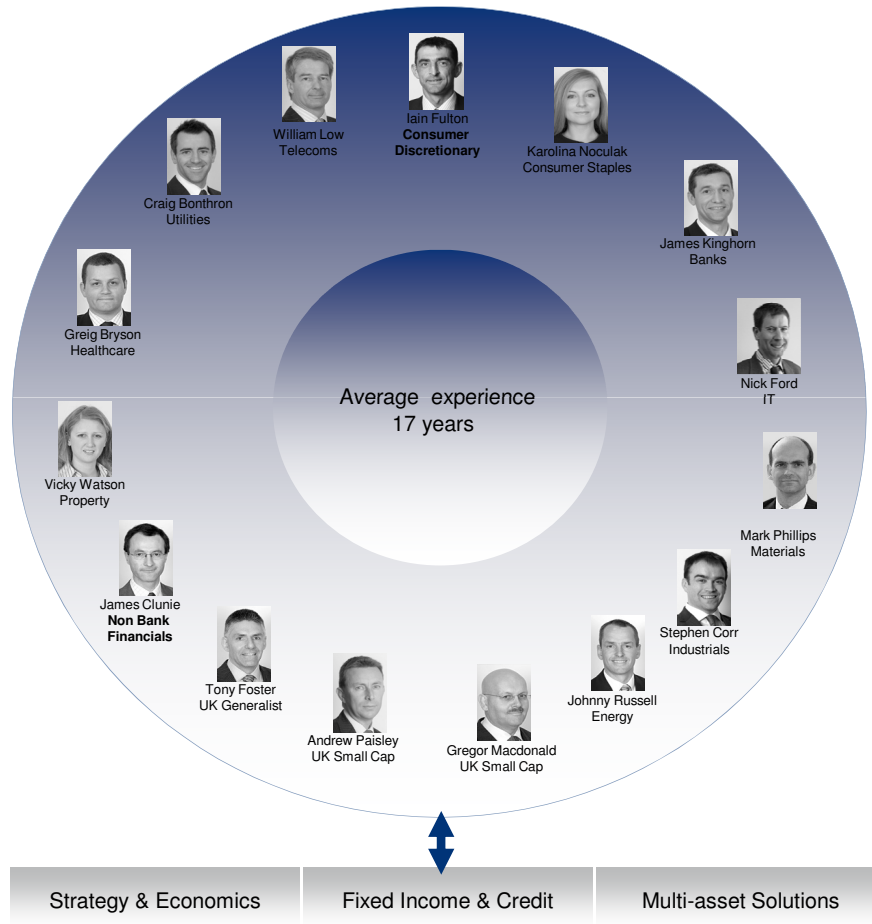 William Low
Telecoms
Iain Fulton
Consumer
Discretionary
Karolina Noculak
Consumer Staples
Craig Bonthron
Utilities
James Kinghorn
Banks
Greig Bryson
Healthcare
Nick Ford
IT
Average experience
17 years
Vicky Watson
Property
Mark Phillips
Materials
James Clunie
Non Bank
Financials
Stephen Corr
Industrials
Tony Foster
UK Generalist
Johnny Russell
Energy
Andrew Paisley
UK Small Cap
Gregor Macdonald
UK Small Cap
Strategy & Economics
Fixed Income & Credit
Multi-asset Solutions